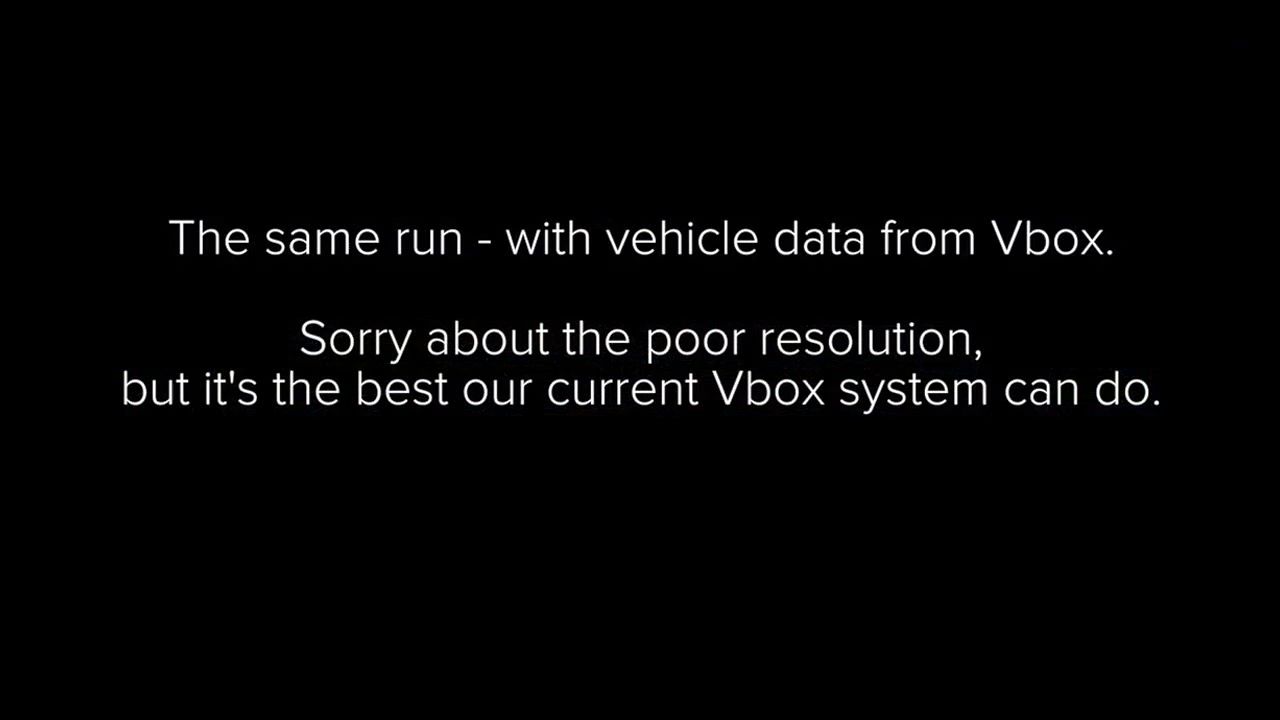 The same run - with vehicle data from Vbox.
Sorry about the poor resolution,
but it's the best our current Vbox system can do.